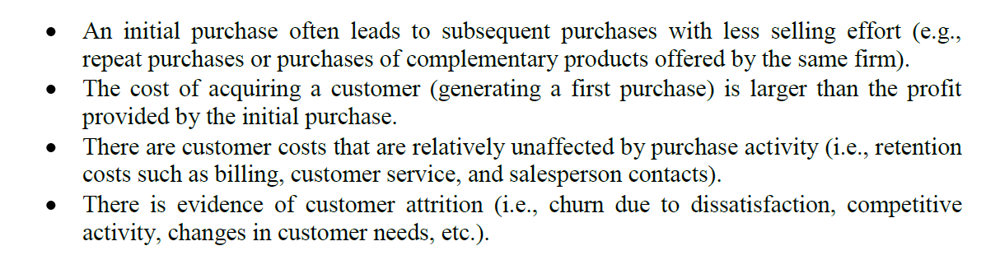 • An initial purchase often leads to subsequent purchases with less selling effort (e.g.,
repeat purchases or purchases of complementary products offered by the same firm).
• The cost of acquiring a customer (generating a first purchase) is larger than the profit
provided by the initial purchase.
• There are customer costs that are relatively unaffected by purchase activity (i.e., retention
costs such as billing, customer service, and salesperson contacts).
• There is evidence of customer attrition (i.e., churn due to dissatisfaction, competitive
activity, changes in customer needs, etc.).